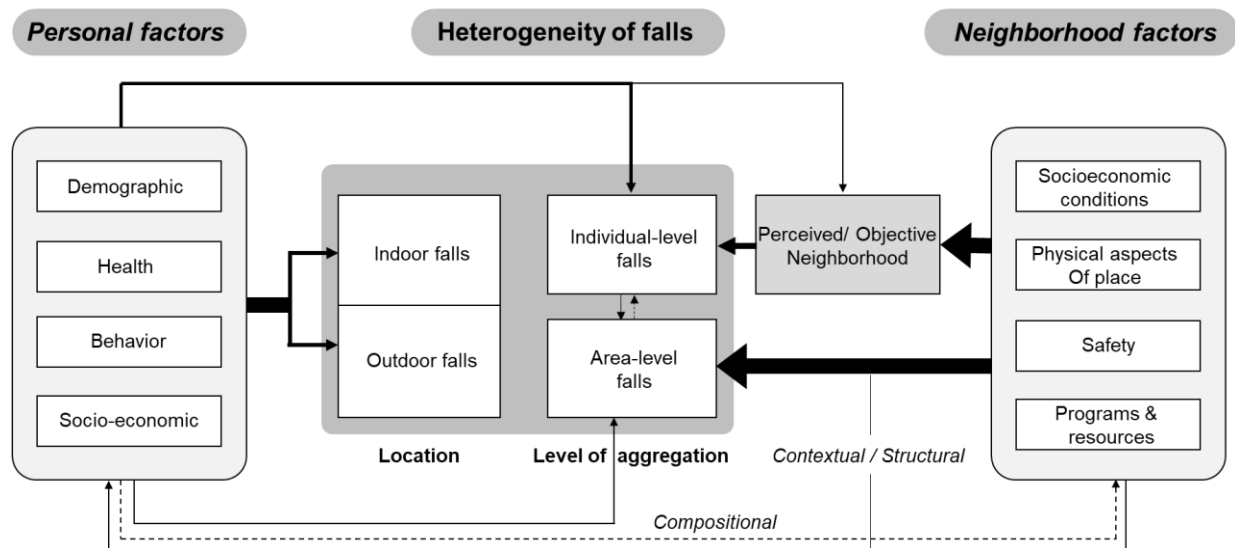 Personal factors
Heterogeneity of falls
Neighborhood factors
Demographic
Health
Behavior
Socio-economic
Indoor falls
Outdoor falls
Location
Individual-level
falls
Area-level
falls
Level of aggregation
Perceived/ Objective
Neighborhood
Socioeconomic
conditions
Physical aspects
Of place
Safety
Programs &
resources
Contextual / Structural
Compositional